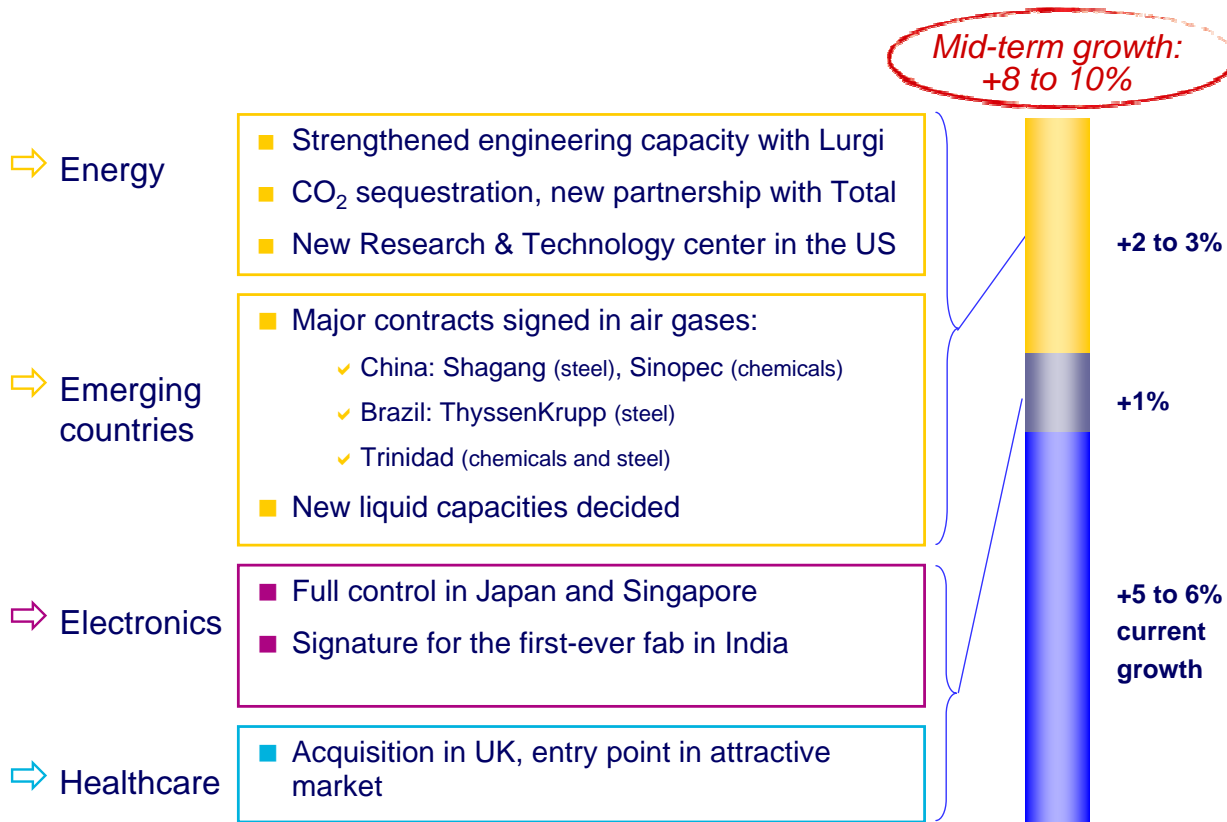 Mid-term growth:
+8 to 10%
Energy
Strengthened engineering capacity with Lurgi
CO₂ sequestration, new partnership with Total
New Research & Technology center in the US
+2 to 3%
Emerging
countries
Major contracts signed in air gases:
China: Shagang (steel), Sinopec (chemicals)
Brazil: ThyssenKrupp (steel)
Trinidad (chemicals and steel)
New liquid capacities decided
+1%
Electronics
Full control in Japan and Singapore
Signature for the first-ever fab in India
+5 to 6%
current
growth
Healthcare
Acquisition in UK, entry point in attractive
market